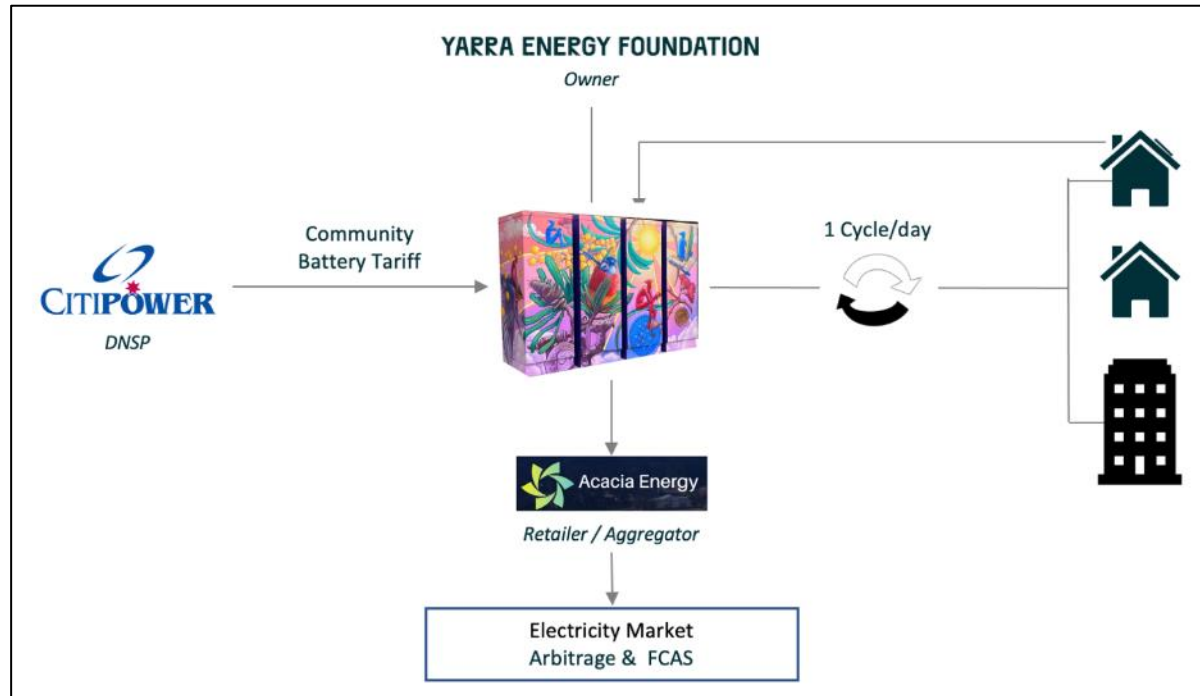 YARRA ENERGY FOUNDATION
Owner
Community
Battery Tariff
1 Cycle/day
CITIPOWER
DNSP
Acacia Energy
Retailer / Aggregator
Electricity Market
Arbitrage & FCAS